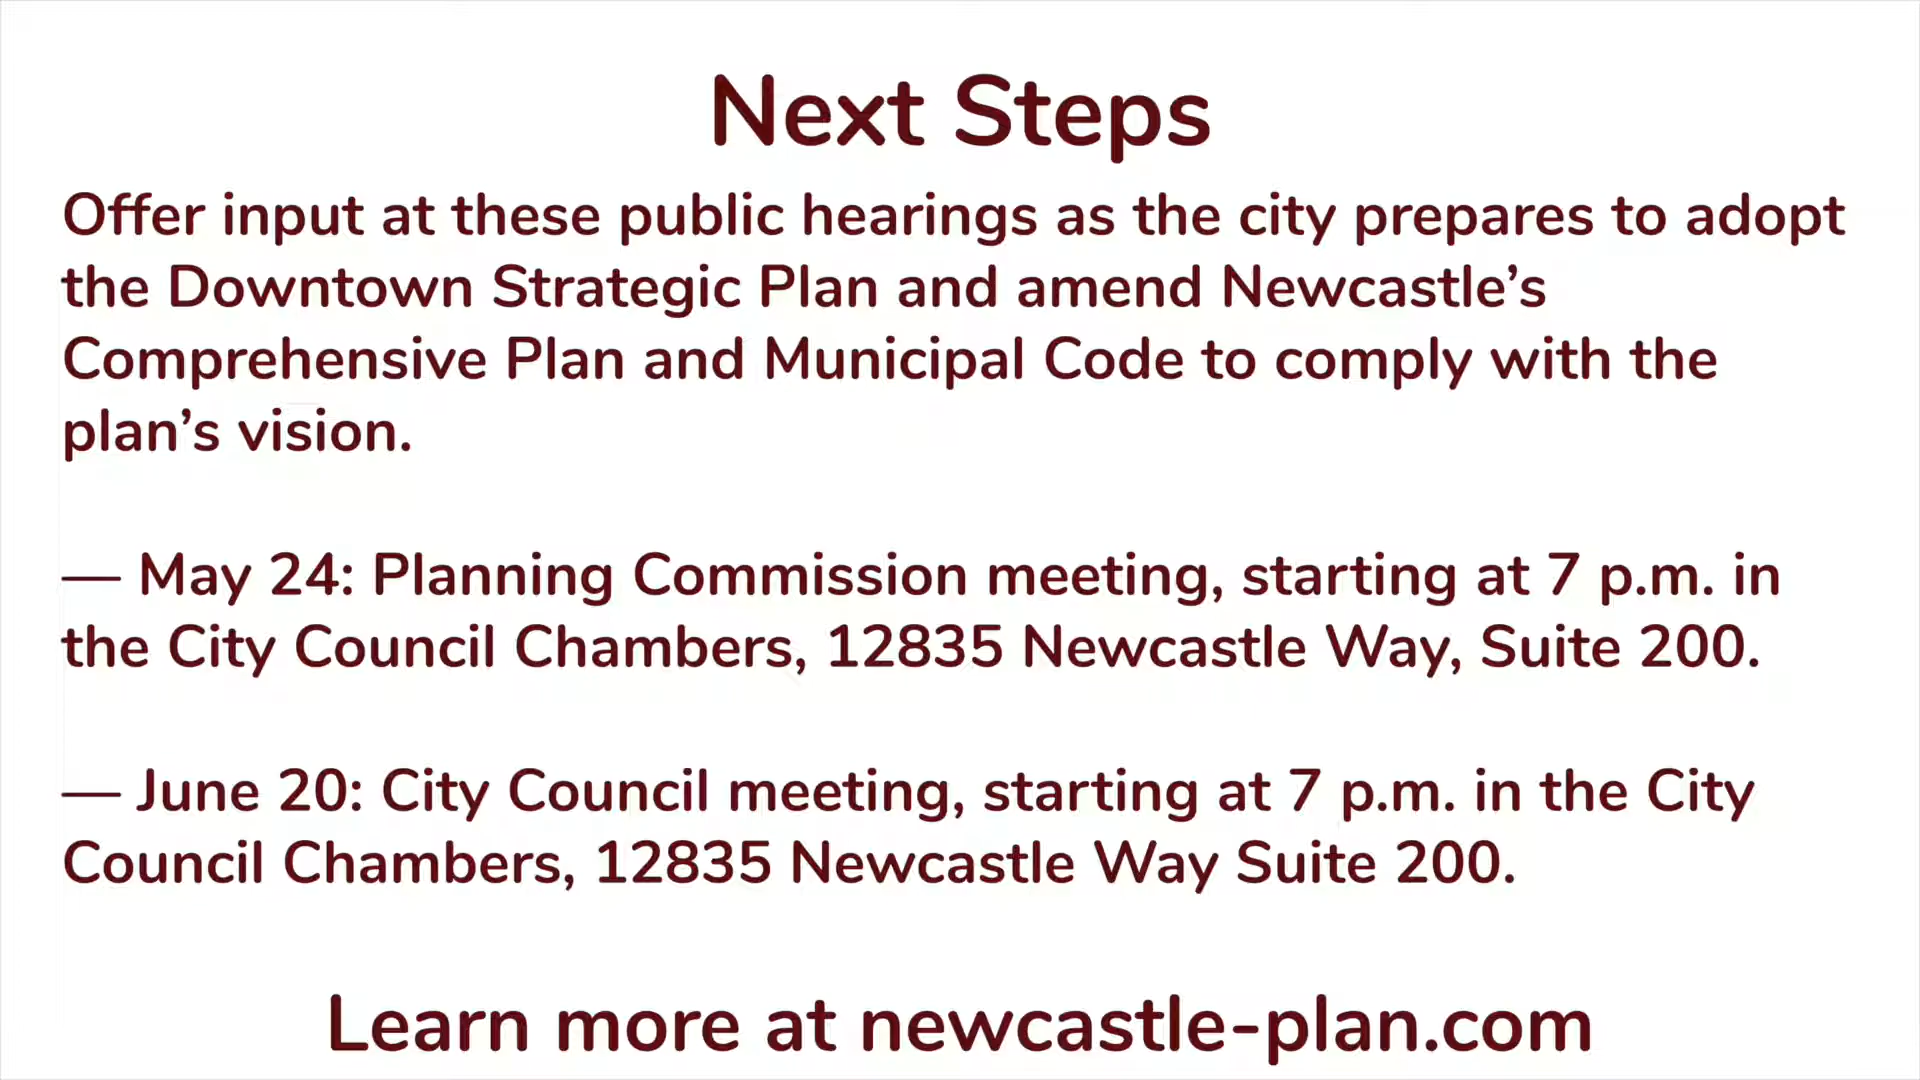 Next Steps
Offer input at these public hearings as the city prepares to adopt
the Downtown Strategic Plan and amend Newcastle’s
Comprehensive Plan and Municipal Code to comply with the
plan’s vision.
— May 24: Planning Commission meeting, starting at 7 p.m. in
the City Council Chambers, 12835 Newcastle Way, Suite 200.
— June 20: City Council meeting, starting at 7 p.m. in the City
Council Chambers, 12835 Newcastle Way Suite 200.
Learn more at newcastle-plan.com